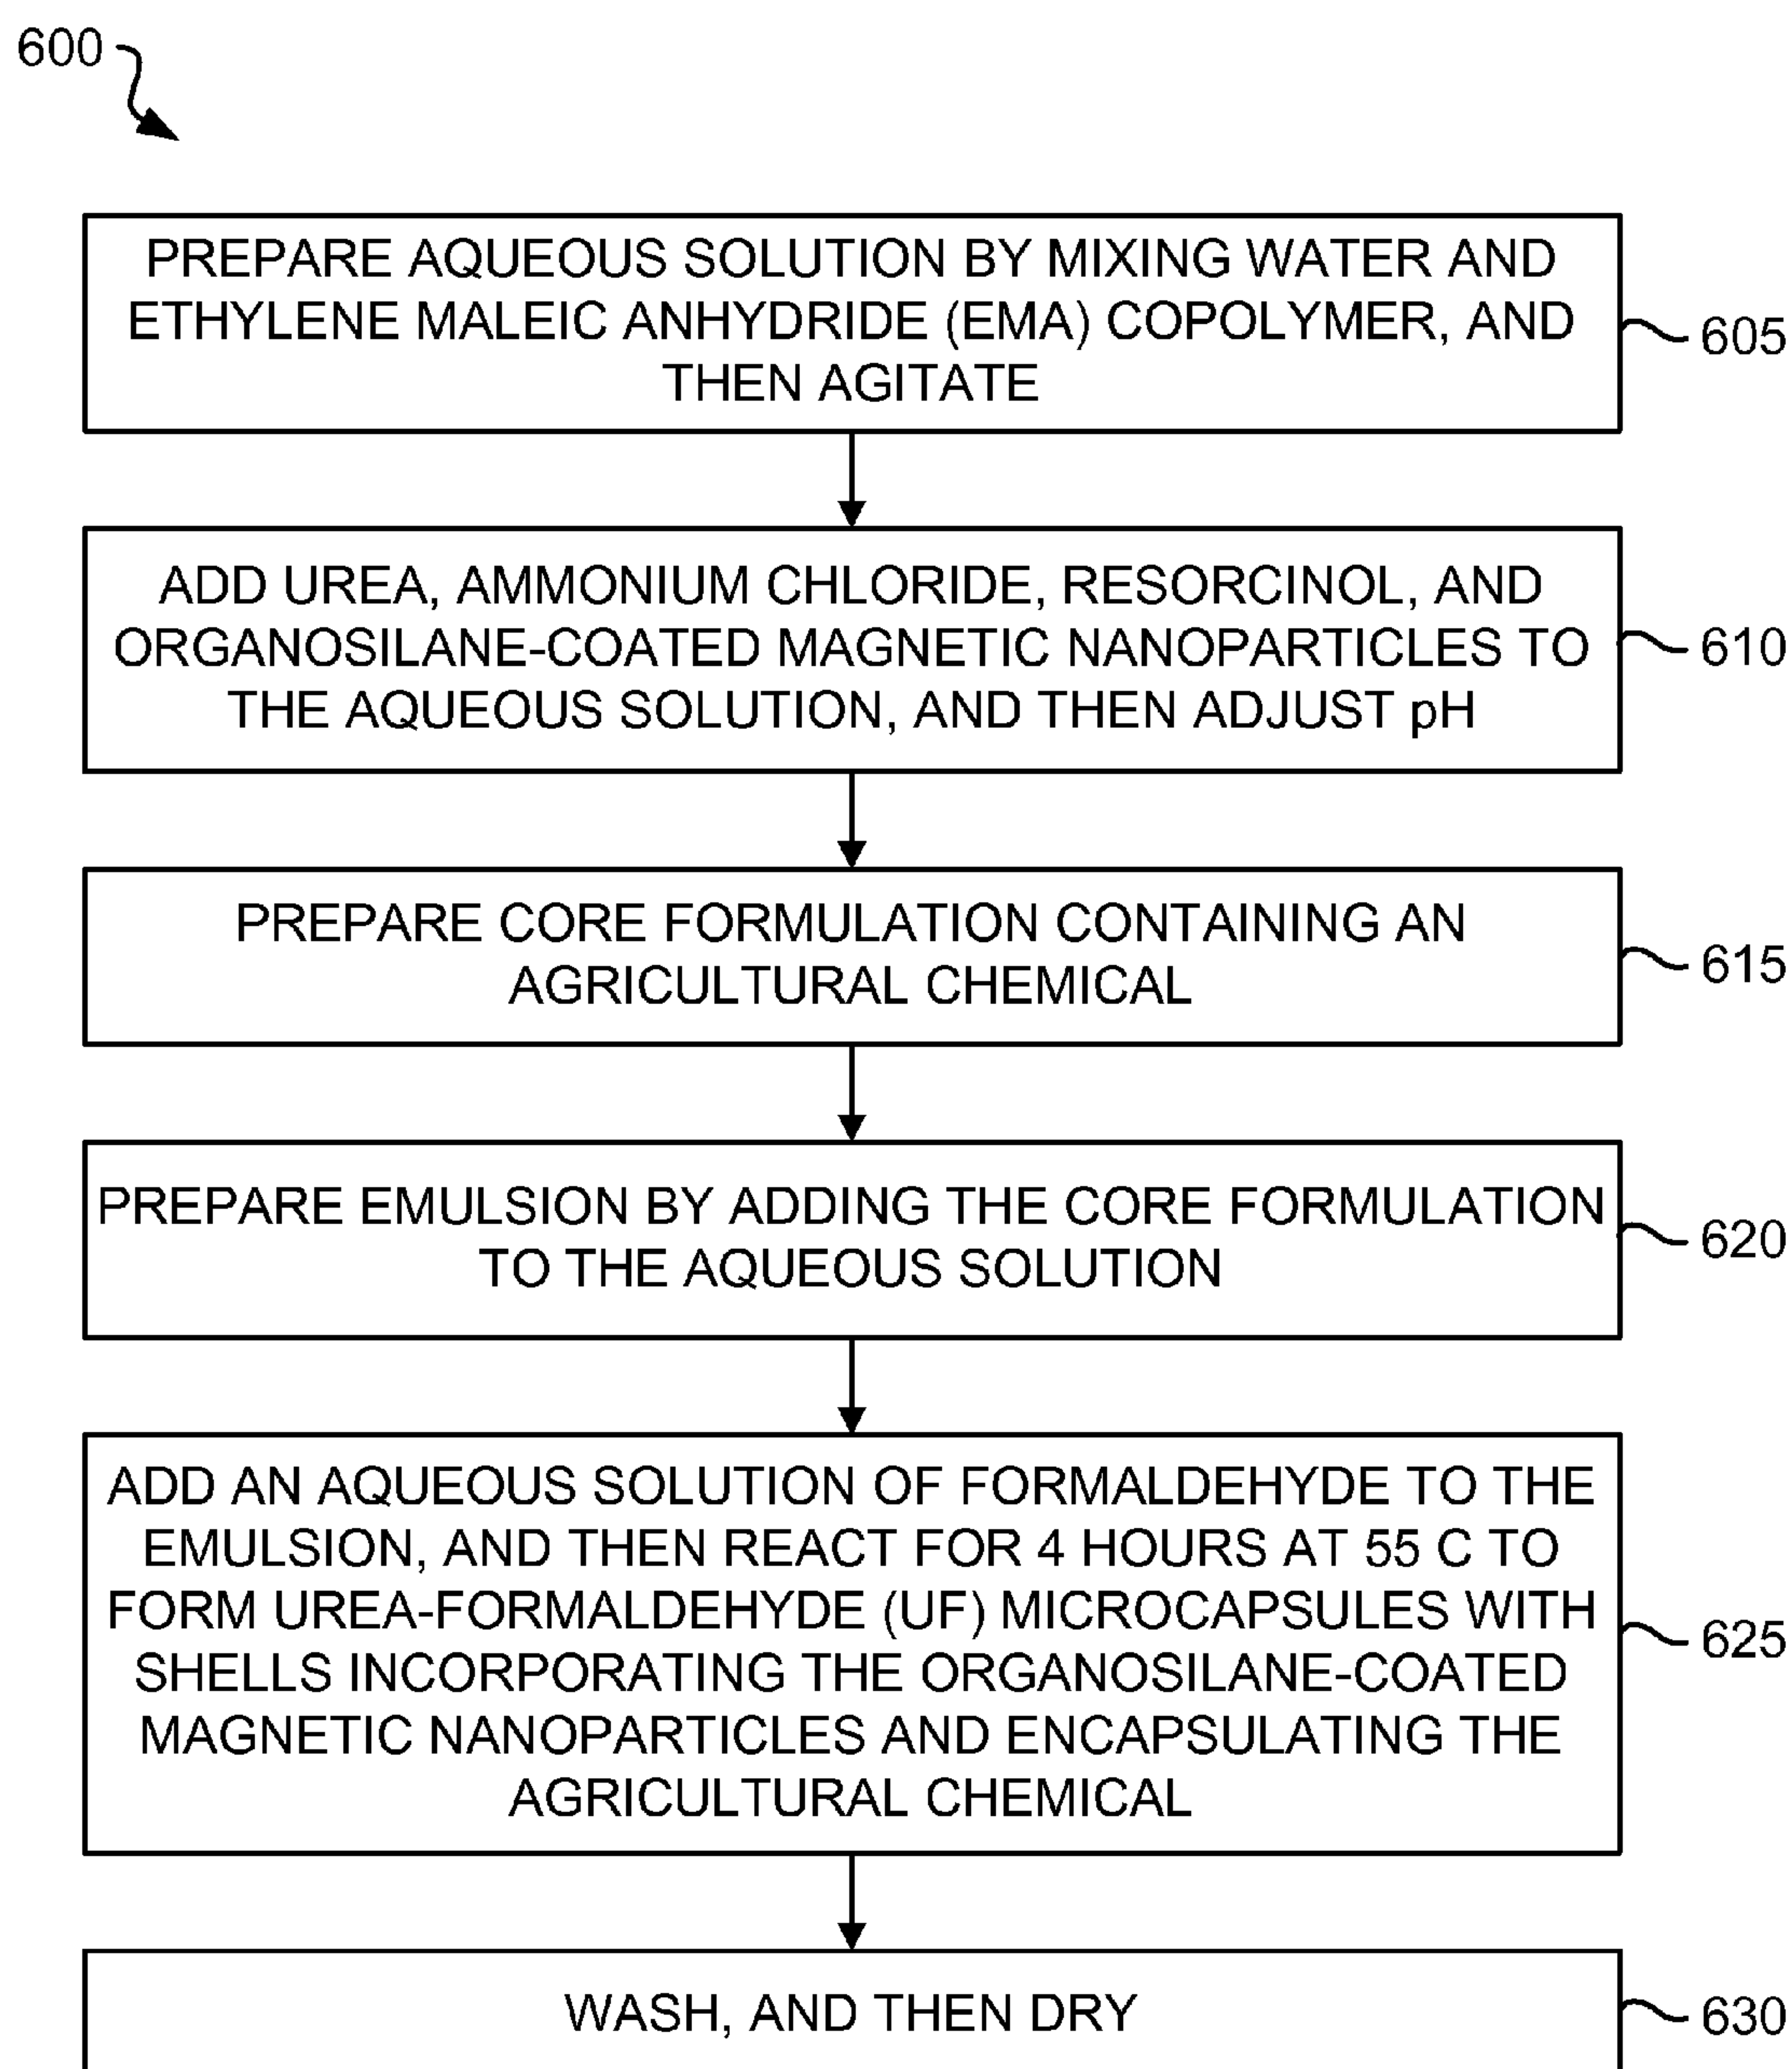 600
PREPARE AQUEOUS SOLUTION BY MIXING WATER AND
ETHYLENE MALEIC ANHYDRIDE (EMA) COPOLYMER, AND
THEN AGITATE
605
ADD UREA, AMMONIUM CHLORIDE, RESORCINOL, AND
ORGANOSILANE-COATED MAGNETIC NANOPARTICLES TO
THE AQUEOUS SOLUTION, AND THEN ADJUST pH
610
PREPARE CORE FORMULATION CONTAINING AN
AGRICULTURAL CHEMICAL
615
PREPARE EMULSION BY ADDING THE CORE FORMULATION
TO THE AQUEOUS SOLUTION
620
ADD AN AQUEOUS SOLUTION OF FORMALDEHYDE TO THE
EMULSION, AND THEN REACT FOR 4 HOURS AT 55 C TO
FORM UREA-FORMALDEHYDE (UF) MICROCAPSULES WITH
SHELLS INCORPORATING THE ORGANOSILANE-COATED
MAGNETIC NANOPARTICLES AND ENCAPSULATING THE
AGRICULTURAL CHEMICAL
625
WASH, AND THEN DRY
630